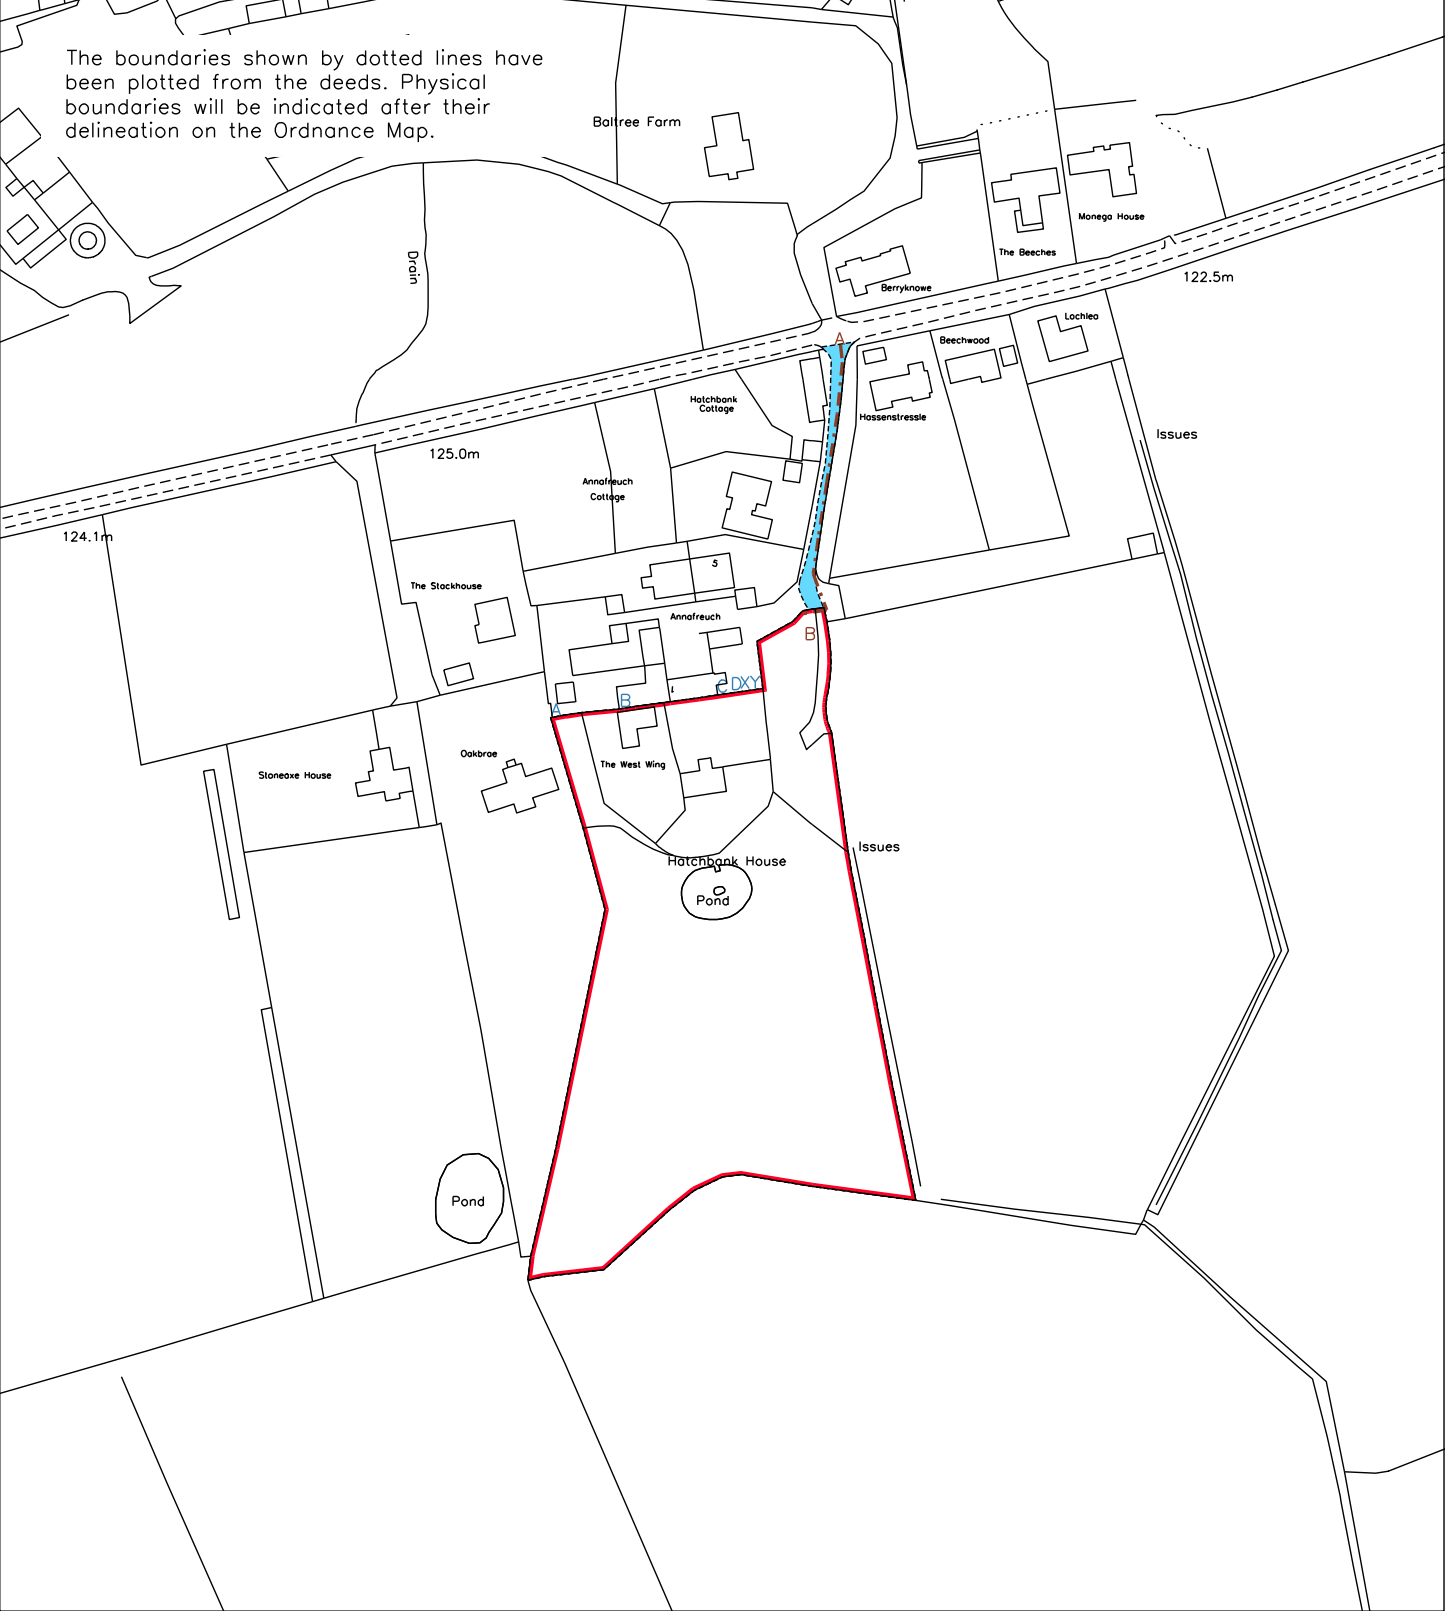 The boundaries shown by dotted lines have
been plotted from the deeds. Physical
boundaries will be indicated after their
delineation on the Ordnance Map.
Baltree Farm
Monega House
The Beeches
Drain
122.5m
Berryknowe
Lochlea
A
Beechwood
Hatchbank
Cottage
Hassenstressle
Issues
125.0m
Annafreuch
Cottage
124.1m
5
The Stackhouse
Annafreuch
B
1
A
B
C
D
X
Y
Oakbrae
The West Wing
Stoneaxe House
Issues
Hatchbank House
Pond
Pond